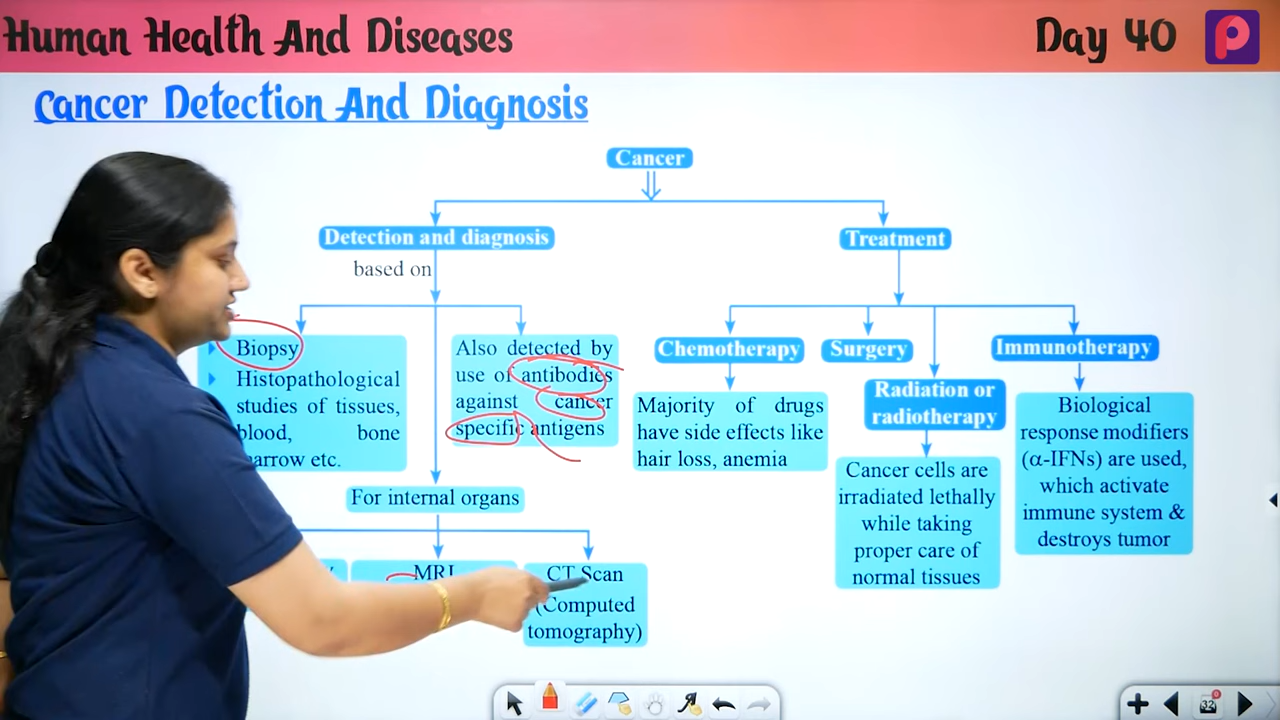 Human Health And Diseases
Day 40
Cancer Detection And Diagnosis
Cancer
Detection and diagnosis
Treatment
based on
Biopsy
Histopathological
studies of tissues,
blood, bone
etc.
Also detected by
use of antibodies
against cancer
specific antigens
Chemotherapy
Surgery
Immunotherapy
Radiation or
radiotherapy
Majority of drugs
have side effects like
hair loss, anemia
Cancer cells are
irradiated lethally
while taking
proper care of
normal tissues
Biological
response modifiers
(α-IFNs) are used,
which activate
immune system &
destroys tumor
For internal organs
MRI
CT Scan
(Computed
tomography)
32